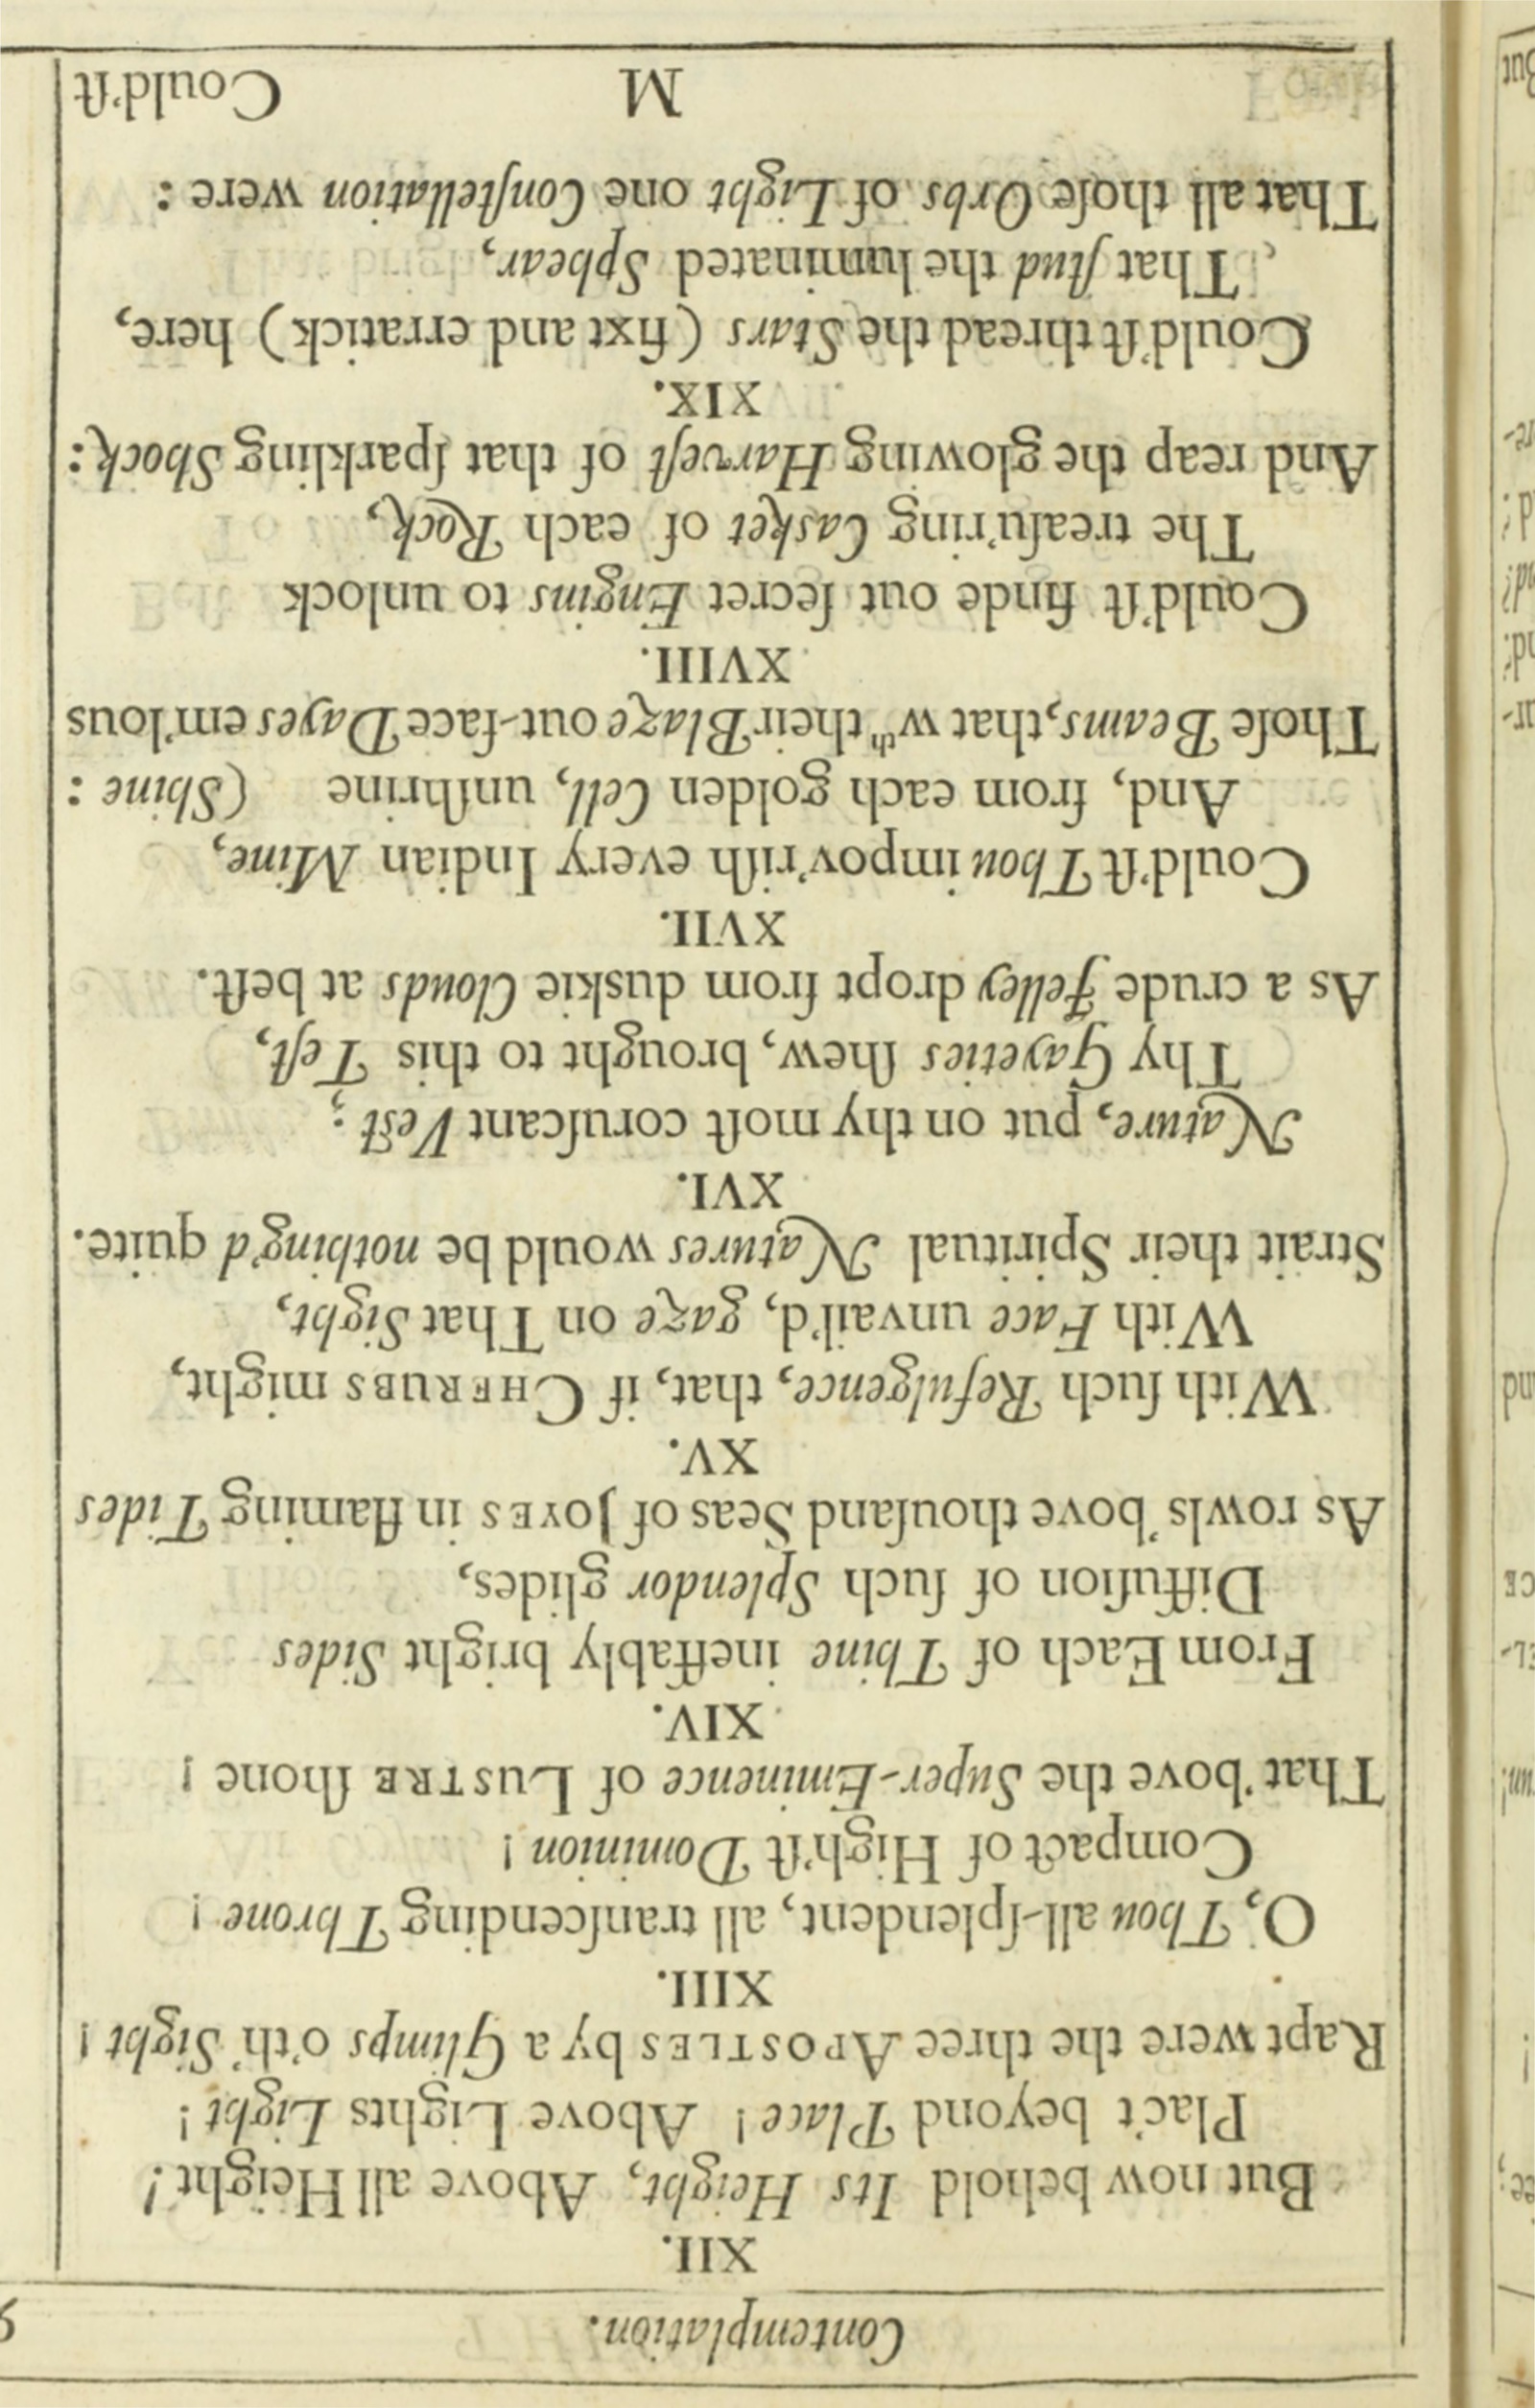 Contemplation.
XII.
But now behold Its Height, Above all Height!
Plac't beyond Place! Above Lights Light!
Rapt were the three APOSTLES by a Glimps o'th' Sight!
XIII.
O, Thou all-ſplendent, all tranſcending Throne!
Compact of High'ſt Dominion!
That 'bove the Super-Eminence of LUSTRE ſhone!
XIV.
From Each of Thine ineffably bright Sides
Diffuſion of ſuch Splendor glides,
As rowls 'bove thouſand Seas of JOVES in flaming Tides
XV.
With ſuch Refulgence, that, if CHERUBS might,
With Face unvail'd, gaze on That Sight,
Strait their Spiritual Natures would be nothing'd quite.
XVI.
Nature, put on thy moſt coruſcant Veſt;
Thy Gayeties ſhew, brought to this Teſt,
As a crude Jelley dropt from duskie Clouds at beſt.
XVII.
Could'ſt Thou impov'riſh every Indian Mine,
And, from each golden Cell, unſhrine (Shine:
Thoſe Beams, that wth their Blaze out-face Dayes em'lous
XVIII.
Could'ſt finde out ſecret Engins to unlock
The treaſu'ring Casket of each Rock,
And reap the glowing Harveſt of that ſparkling Shock:
XIX.
Could'ſt thread the Stars (fixt and erratick) here,
That ſtud the luminated Sphear,
That all thoſe Orbs of Light one Conſtellation were:
M
Could'ſt
But